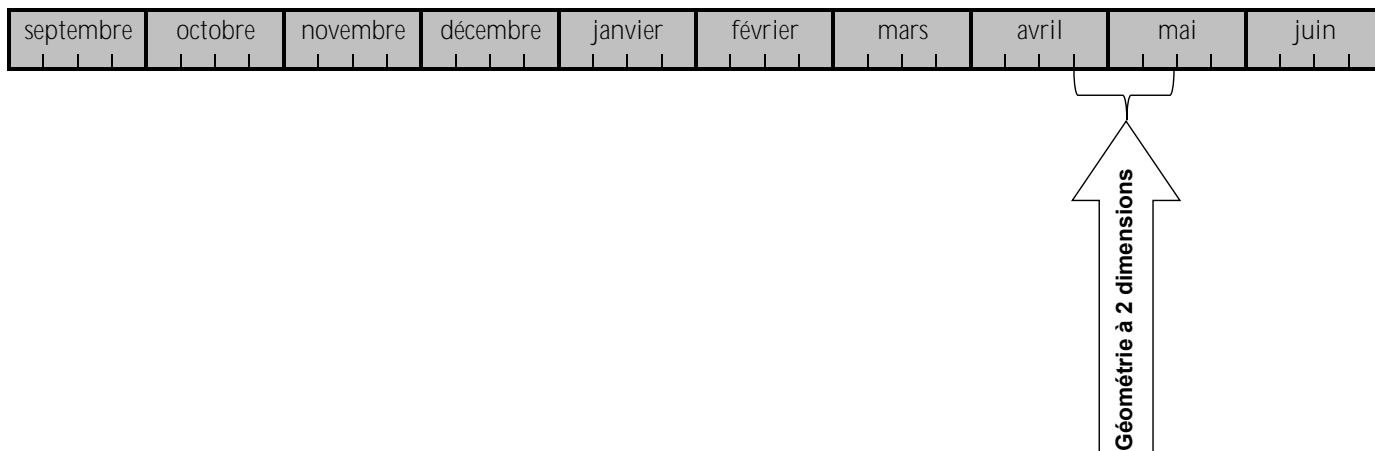 septembre octobre novembre décembre janvier février mars avril mai juin
Géométrie à 2 dimensions